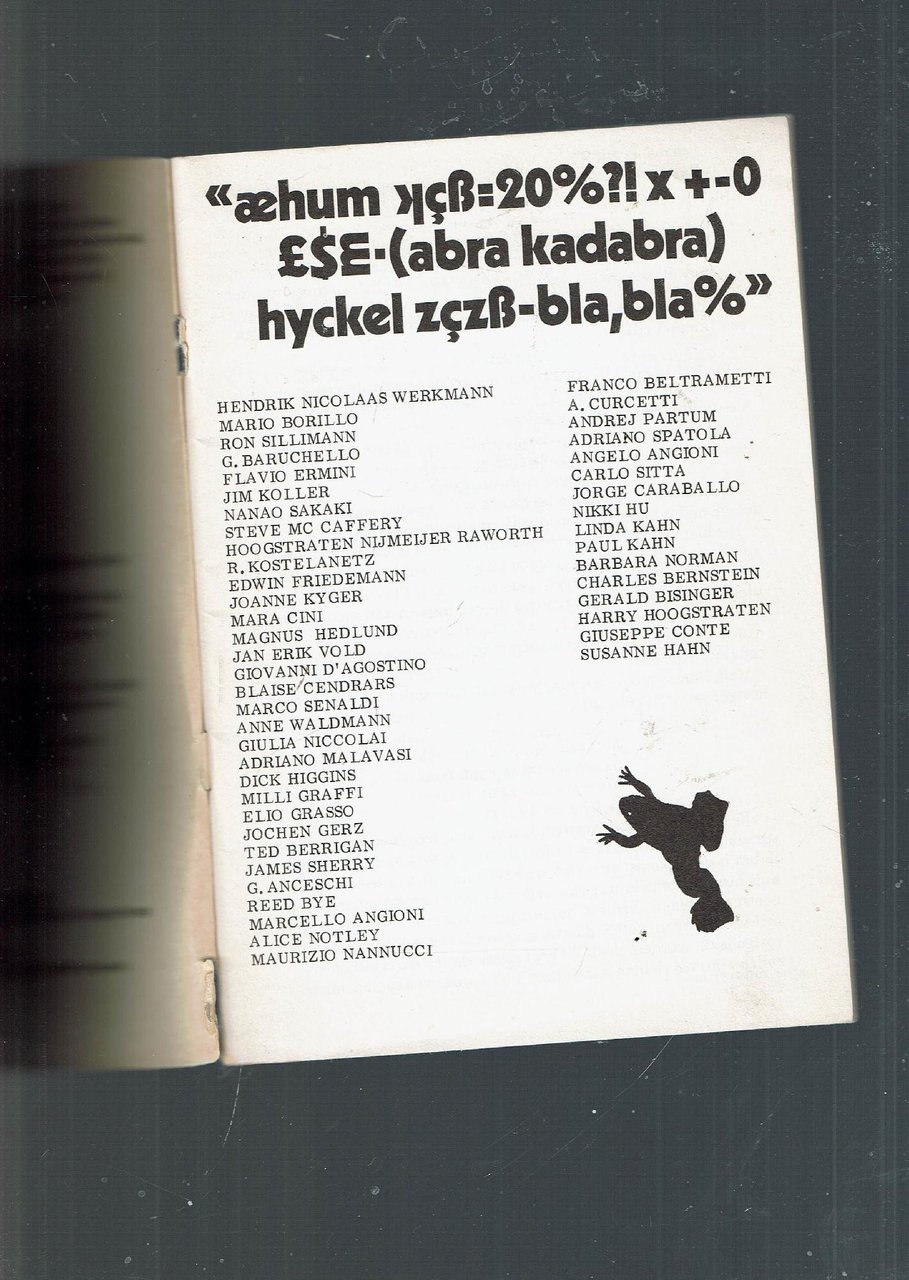 «æhum ʞçß=20%?! x +-0
£$E-(abra kadabra)
hyckel zçzß-bla,bla%»
HENDRIK NICOLAAS WERKMANN
MARIO BORILLO
RON SILLIMANN
G. BARUCHELLO
FLAVIO ERMINI
JIM KOLLER
NANAO SAKAKI
STEVE MC CAFFERY
HOOGSTRATEN NIJMEIJER RAWORTH
R. KOSTELANETZ
EDWIN FRIEDEMANN
JOANNE KYGER
MARA CINI
MAGNUS HEDLUND
JAN ERIK VOLD
GIOVANNI D'AGOSTINO
BLAISE CENDRARS
MARCO SENALDI
ANNE WALDMANN
GIULIA NICCOLAI
ADRIANO MALAVASI
DICK HIGGINS
MILLI GRAFFI
ELIO GRASSO
JOCHEN GERZ
TED BERRIGAN
JAMES SHERRY
G. ANCESCHI
REED BYE
MARCELLO ANGIONI
ALICE NOTLEY
MAURIZIO NANNUCCI
FRANCO BELTRAMETTI
A. CURCETTI
ANDREJ PARTUM
ADRIANO SPATOLA
ANGELO ANGIONI
CARLO SITTA
JORGE CARABALLO
NIKKI HU
LINDA KAHN
PAUL KAHN
BARBARA NORMAN
CHARLES BERNSTEIN
GERALD BISINGER
HARRY HOOGSTRATEN
GIUSEPPE CONTE
SUSANNE HAHN